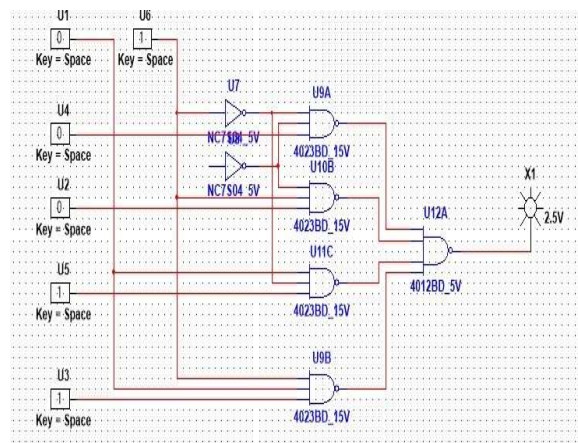 U1 U6
0 1
Key = Space Key = Space
U7
U9A
U4
0
NC7S04_5V
Key = Space
4023BD_15V
U10B
NC7S04 5V
X1
U2
0
U12A
2.5V
Key = Space
4023BD_15V
U11C
U5
1
4012BD_5V
Key = Space
4023BD_15V
U9B
U3
1
Key = Space
4023BD_15V